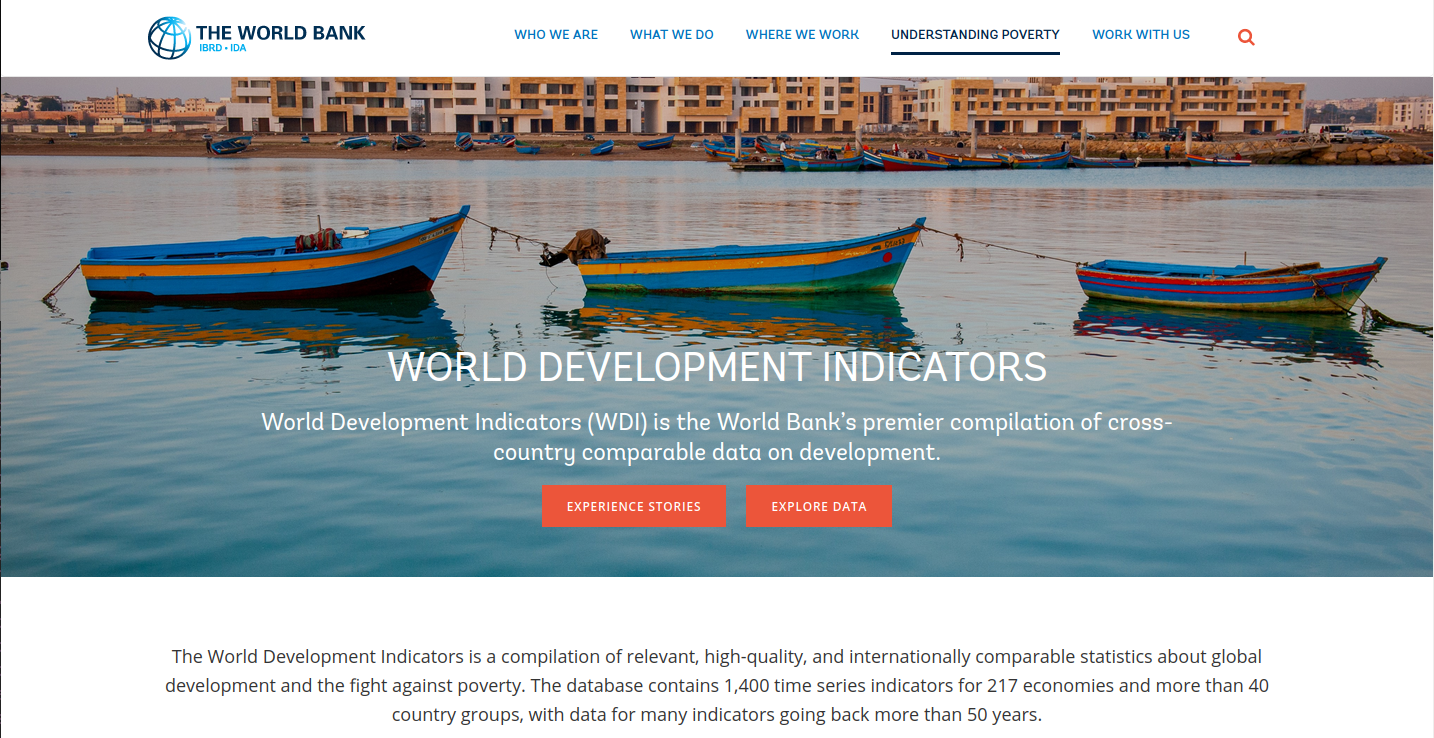 THE WORLD BANK
IBRD • IDA
WHO WE ARE
WHAT WE DO
WHERE WE WORK
UNDERSTANDING POVERTY
WORK WITH US
WORLD DEVELOPMENT INDICATORS
World Development Indicators (WDI) is the World Bank’s premier compilation of cross-
country comparable data on development.
EXPERIENCE STORIES
EXPLORE DATA
The World Development Indicators is a compilation of relevant, high-quality, and internationally comparable statistics about global
development and the fight against poverty. The database contains 1,400 time series indicators for 217 economies and more than 40
country groups, with data for many indicators going back more than 50 years.